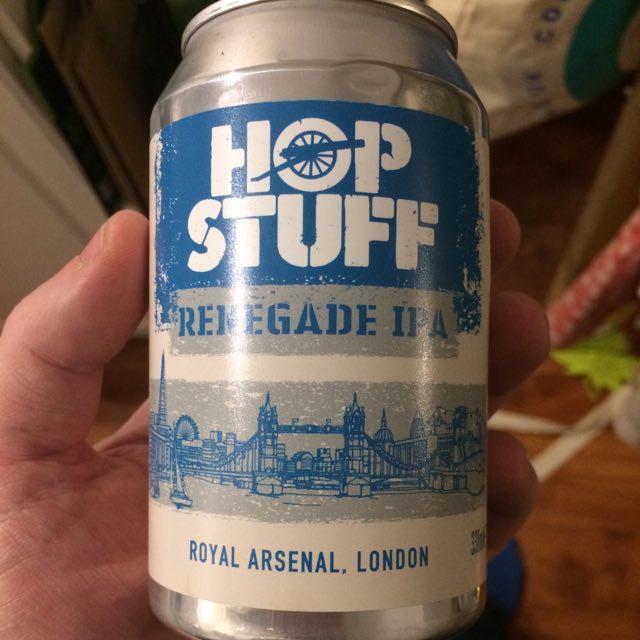 HOP
STUFF
RENEGADE IPA
ROYAL ARSENAL, LONDON